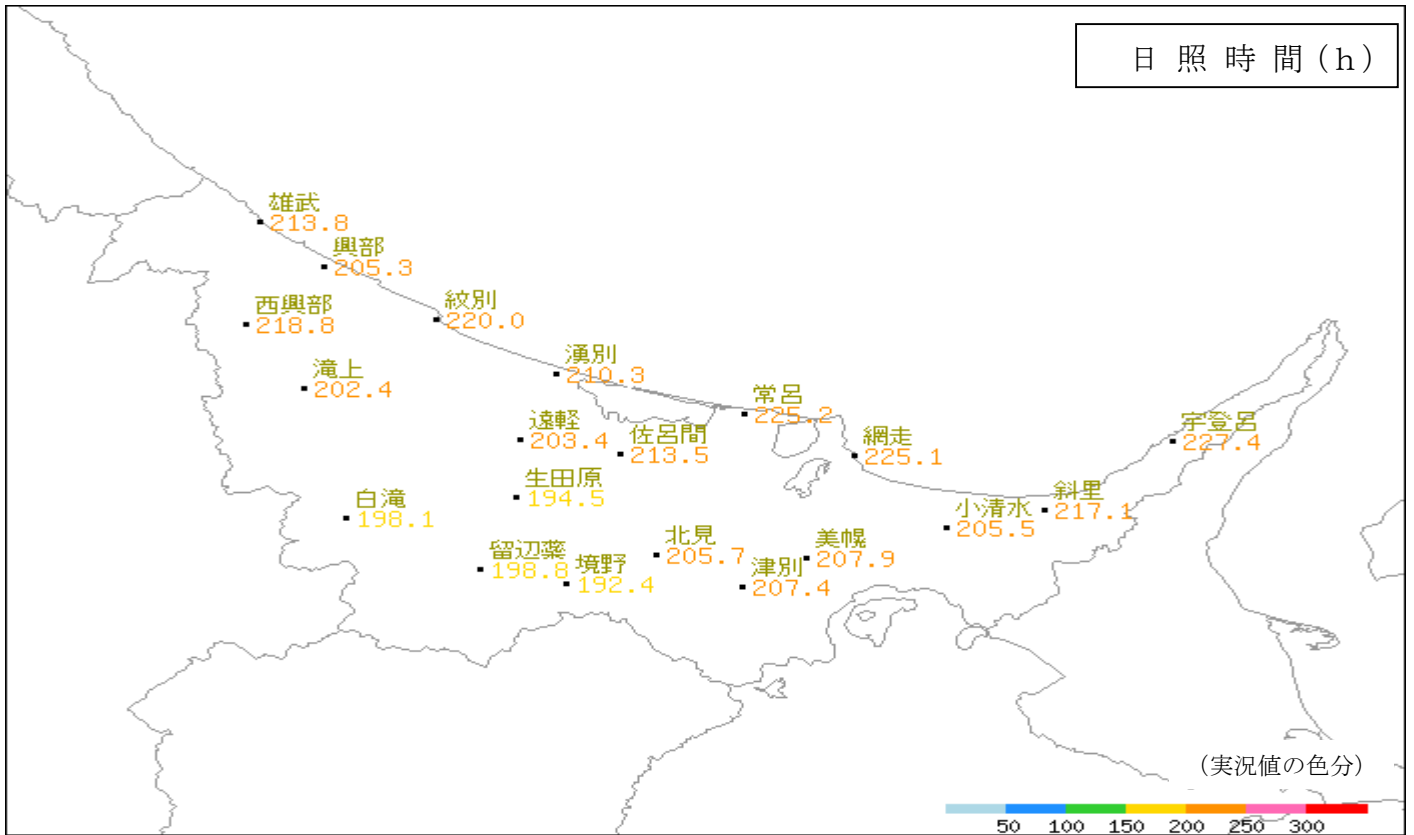 日 照 時 間 (ｈ)
雄武
213.8
興部
205.3
西興部
218.8
紋別
220.0
滝上
202.4
湧別
210.3
常呂
225.2
遠軽
203.4
佐呂間
213.5
網走
225.1
宇登呂
227.4
生田原
194.5
白滝
198.1
斜里
217.1
小清水
205.5
北見
205.7
美幌
207.9
留辺蘂
198.8
境野
192.4
津別
207.4
（実況値の色分）
50 100 150 200 250 300